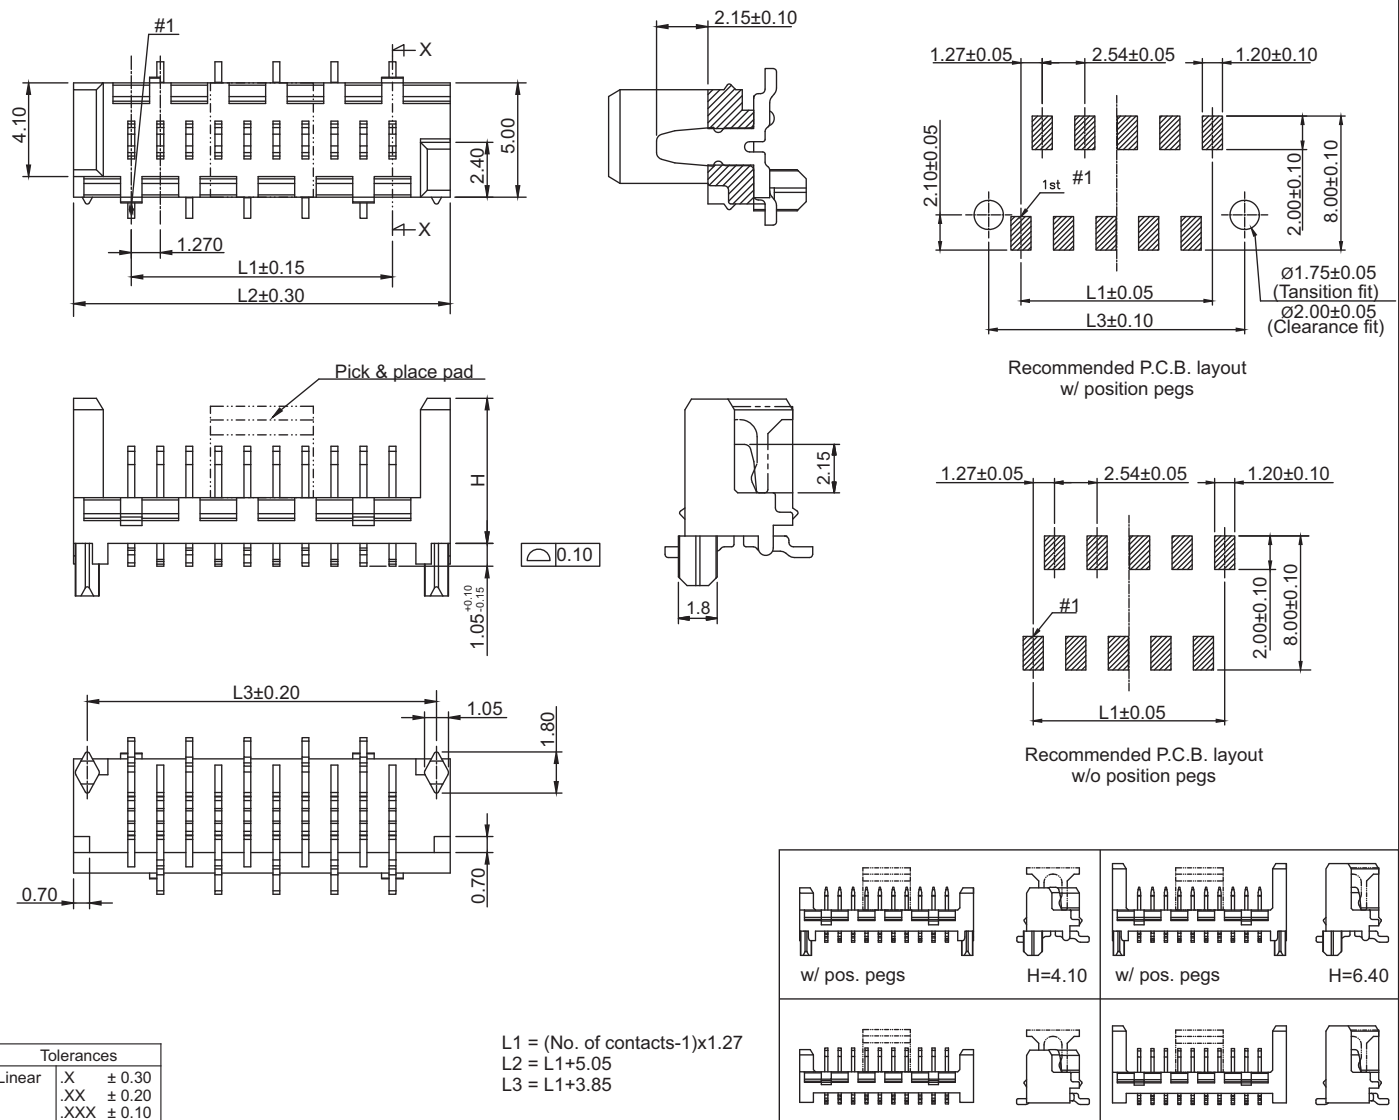 #1
X
4.10
5.00
2.40
X
1.270
L1±0.15
L2±0.30
2.15±0.10
1.27±0.05
2.54±0.05
1.20±0.10
2.10±0.05
1st
#1
2.00±0.10
8.00±0.10
L1±0.05
L3±0.10
Ø1.75±0.05
(Tansition fit)
Ø2.00±0.05
(Clearance fit)
Recommended P.C.B. layout
w/ position pegs
Pick & place pad
H
0.10
1.05 +0.10 -0.15
2.15
1.8
1.27±0.05
2.54±0.05
1.20±0.10
#1
2.00±0.10
8.00±0.10
L1±0.05
Recommended P.C.B. layout
w/o position pegs
L3±0.20
1.05
1.80
0.70
0.70
w/ pos. pegs
H=4.10
w/ pos. pegs
H=6.40
L1 = (No. of contacts-1)x1.27
L2 = L1+5.05
L3 = L1+3.85
Tolerances
Linear .X ± 0.30
.XX ± 0.20
.XXX ± 0.10